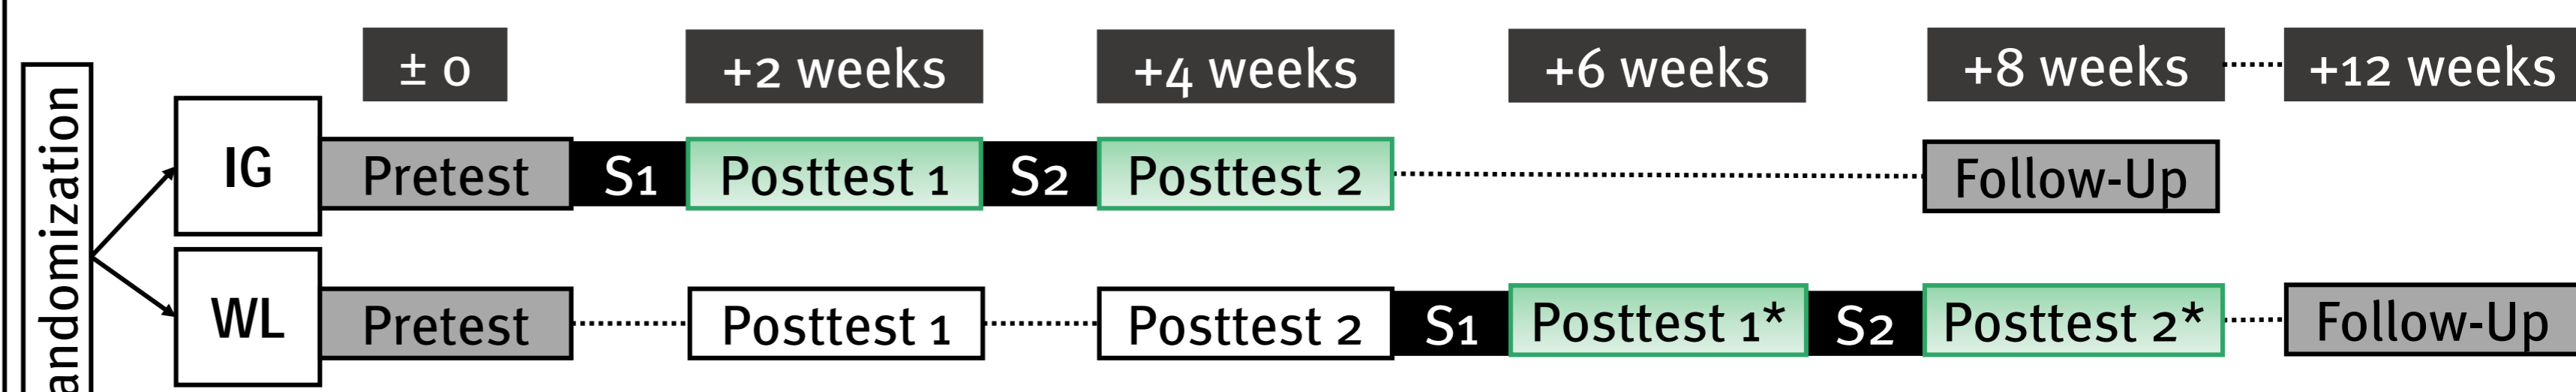 ± 0 +2 weeks +4 weeks +6 weeks +8 weeks +12 weeks
andomization
IG Pretest S1 Posttest 1 S2 Posttest 2 Follow-Up
WL Pretest Posttest 1 Posttest 2 S1 Posttest 1* S2 Posttest 2* Follow-Up